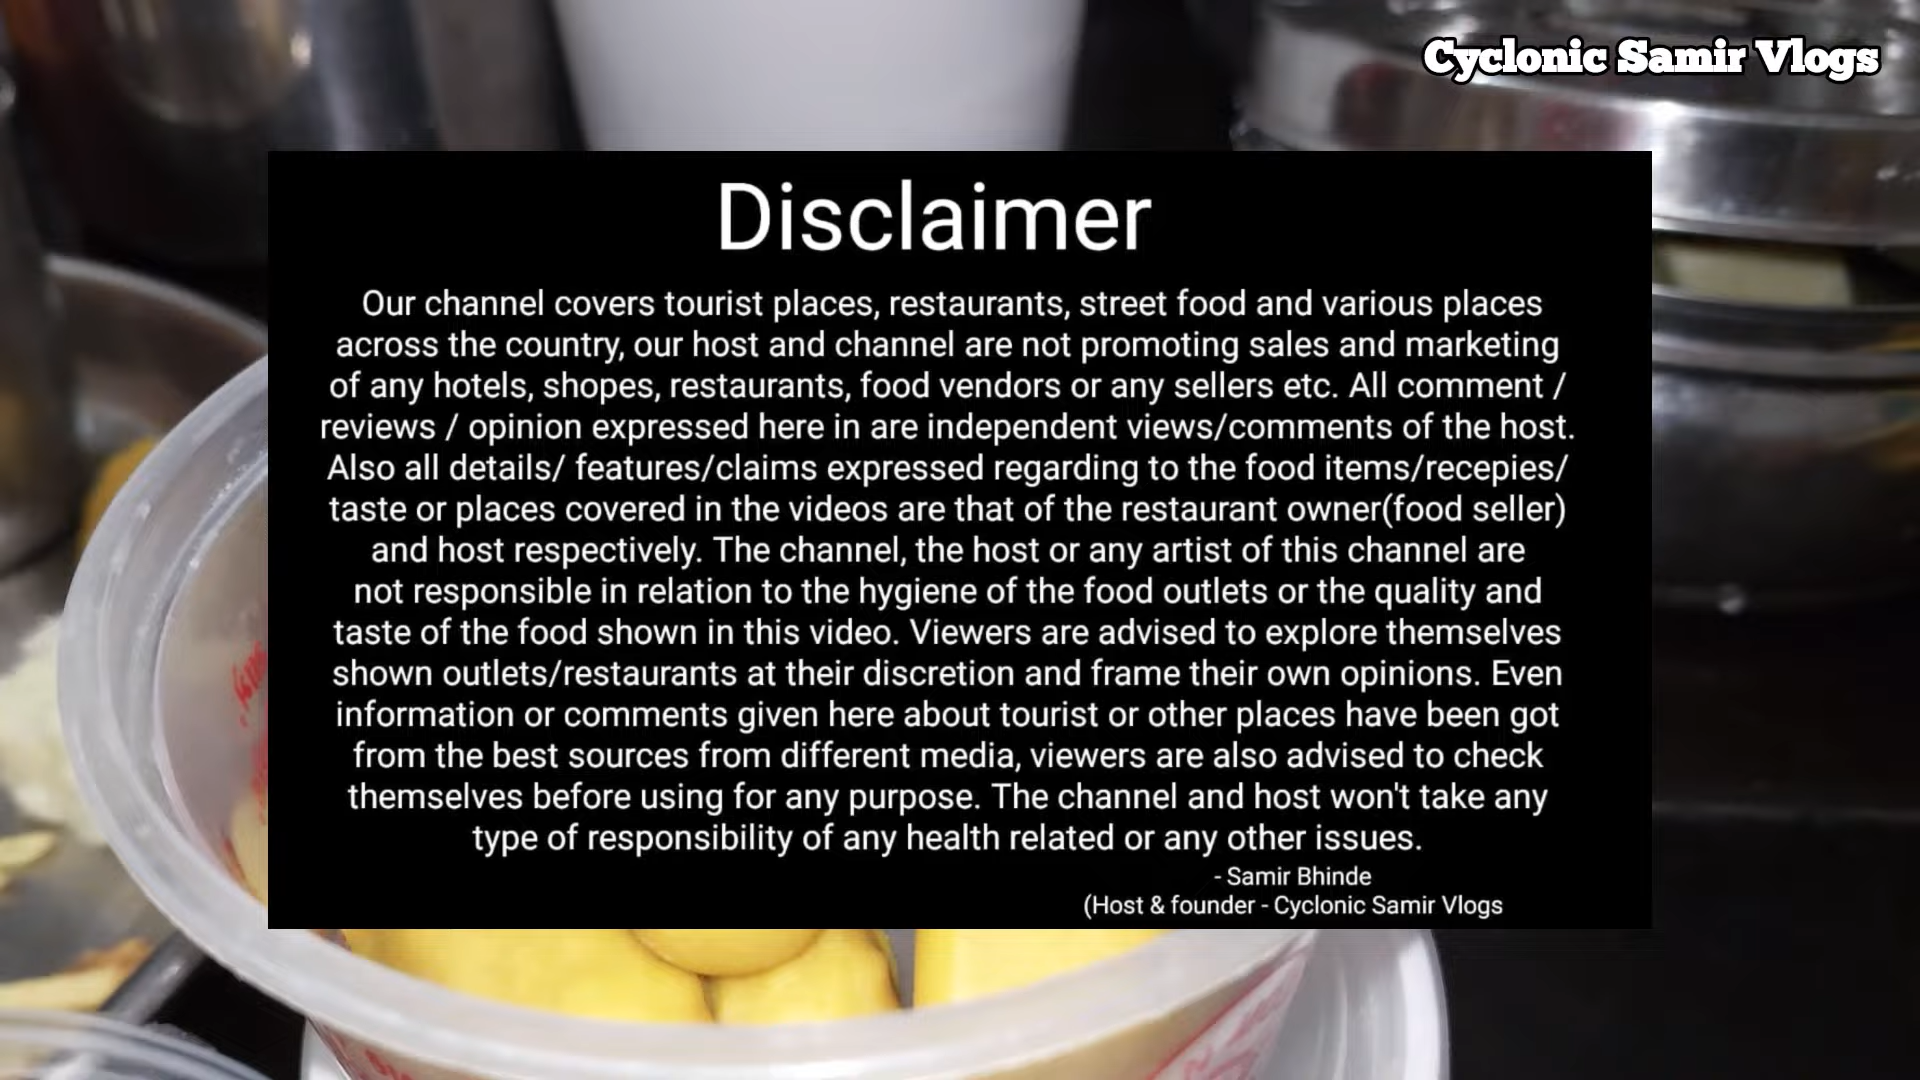 Cyclonic Samir Vlogs
Disclaimer
Our channel covers tourist places, restaurants, street food and various places
across the country, our host and channel are not promoting sales and marketing
of any hotels, shopes, restaurants, food vendors or any sellers etc. All comment /
reviews / opinion expressed here in are independent views/comments of the host.
Also all details/ features/claims expressed regarding to the food items/recepies/
taste or places covered in the videos are that of the restaurant owner(food seller)
and host respectively. The channel, the host or any artist of this channel are
not responsible in relation to the hygiene of the food outlets or the quality and
taste of the food shown in this video. Viewers are advised to explore themselves
shown outlets/restaurants at their discretion and frame their own opinions. Even
information or comments given here about tourist or other places have been got
from the best sources from different media, viewers are also advised to check
themselves before using for any purpose. The channel and host won't take any
type of responsibility of any health related or any other issues.
- Samir Bhinde
(Host & founder - Cyclonic Samir Vlogs